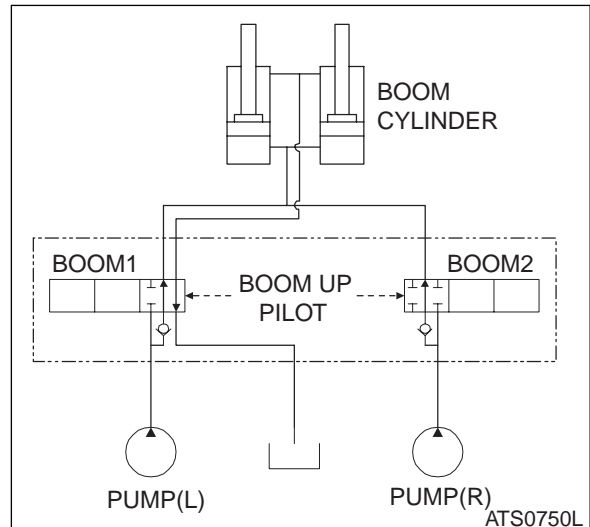 BOOM
CYLINDER
BOOM1
BOOM UP
PILOT
BOOM2
PUMP(L)
PUMP(R)
ATS0750L